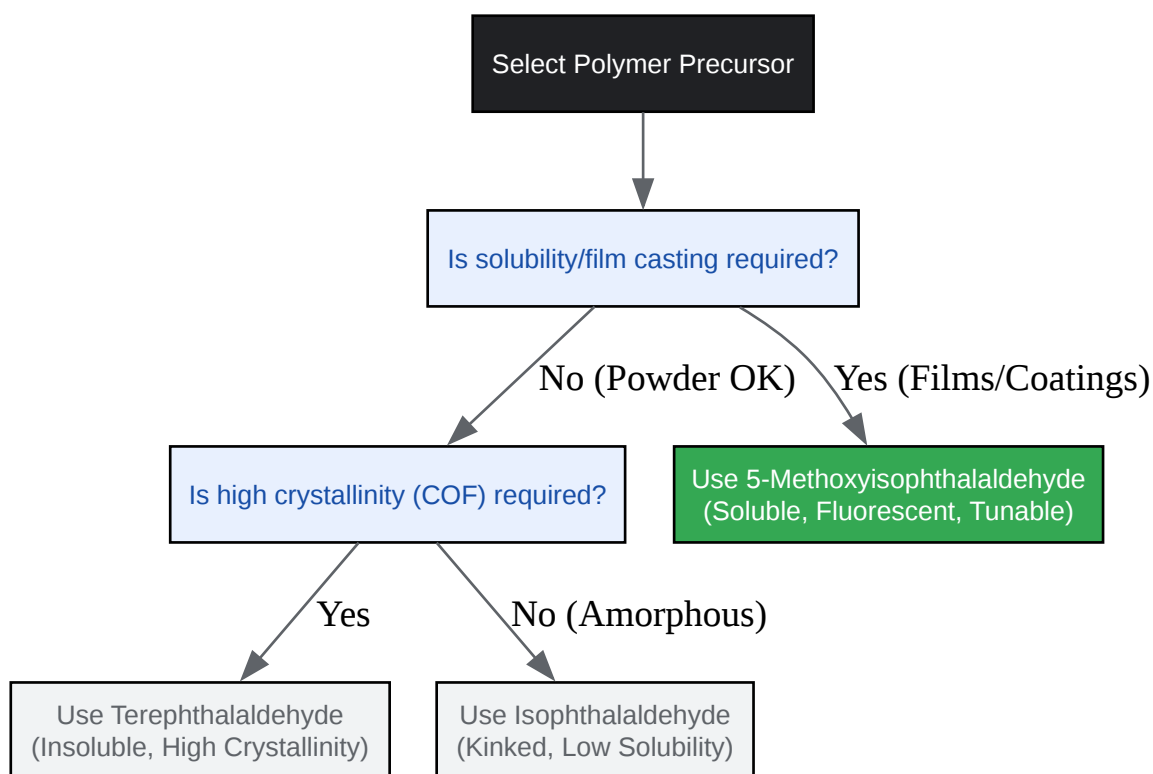 Select Polymer Precursor
Is solubility/film casting required?
No (Powder OK)
Yes (Films/Coatings)
Is high crystallinity (COF) required?
Use 5-Methoxyisophthalaldehyde
(Soluble, Fluorescent, Tunable)
Yes
No (Amorphous)
Use Terephthalaldehyde
(Insoluble, High Crystallinity)
Use Isophthalaldehyde
(Kinked, Low Solubility)